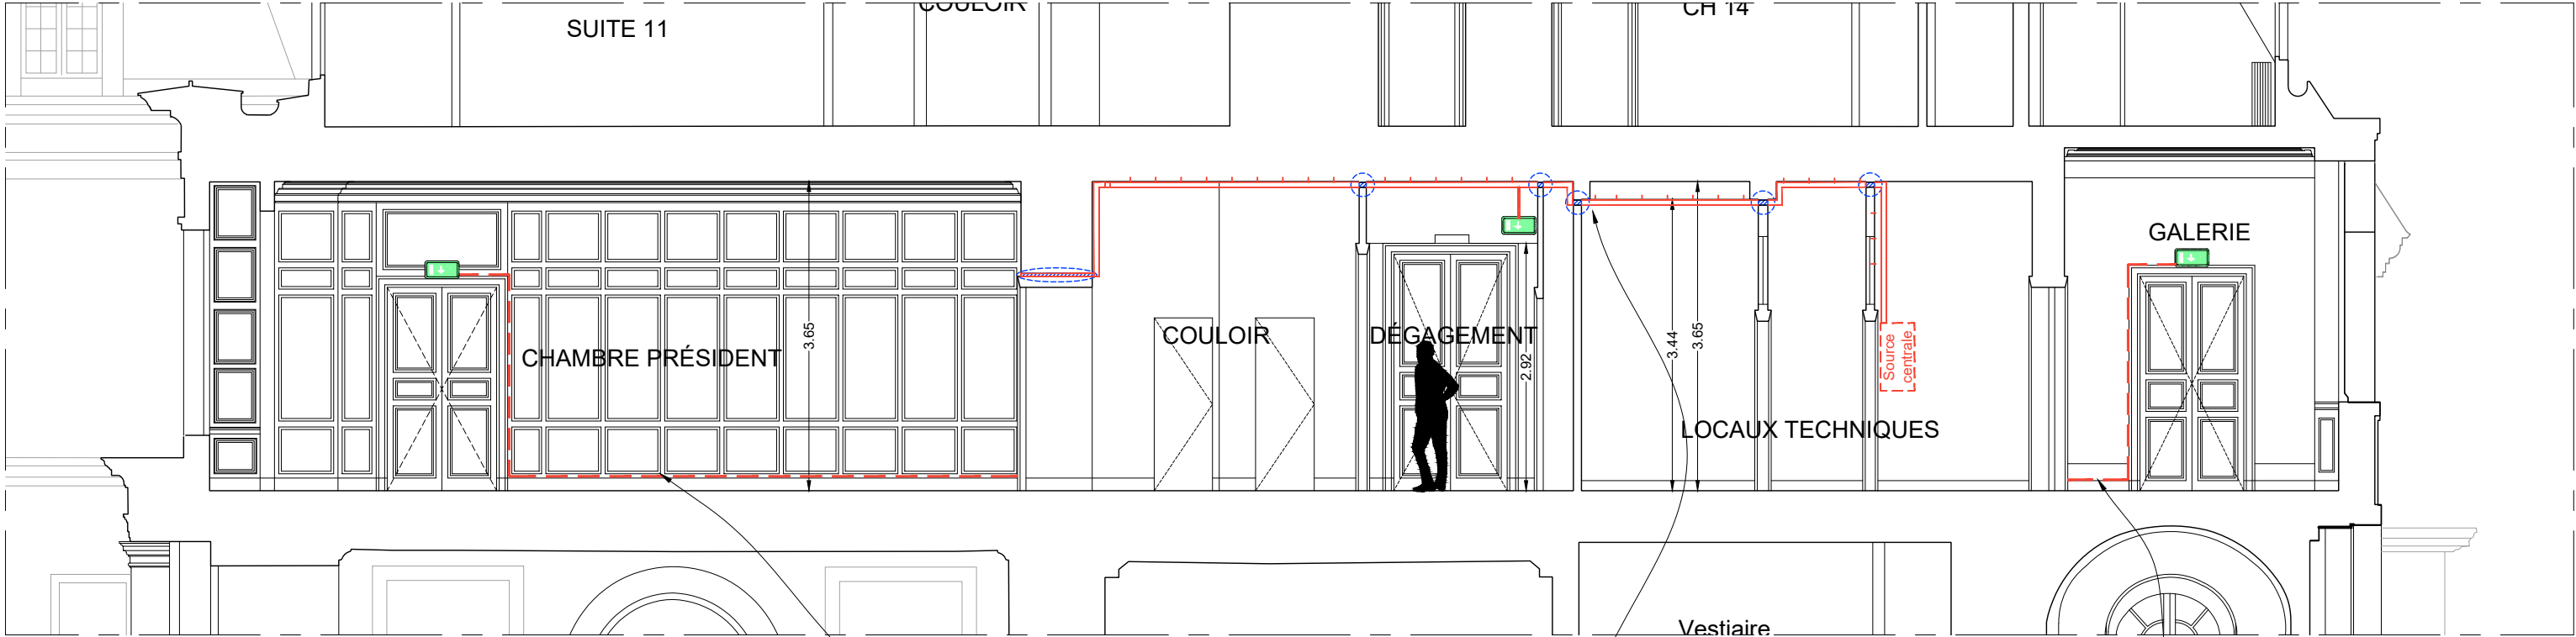 SUITE 11
COULOIR
CH 14
CHAMBRE PRÉSIDENT
3.65
COULOIR
DÉGAGEMENT
2.92
3.44
3.65
Source
centrale
LOCAUX TECHNIQUES
GALERIE
Vestiaire